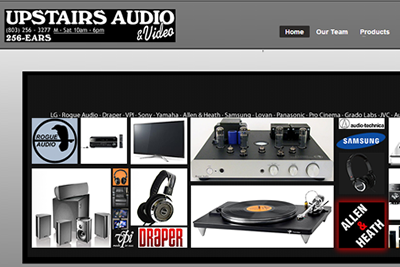 UPSTAIRS AUDIO
& Video
(803) 256 - 3277 M - Sat 10am - 6pm
256-EARS
Home Our Team Products
LG · Rogue Audio · Draper · VPI · Sony · Yamaha · Allen & Heath · Samsung · Lovan · Panasonic · Pro Cinema · Grado Labs · JVC · Au
ROGUE
AUDIO
audio-technica
SAMSUNG
vpi
DRAPER
ALLEN
&
HEATH